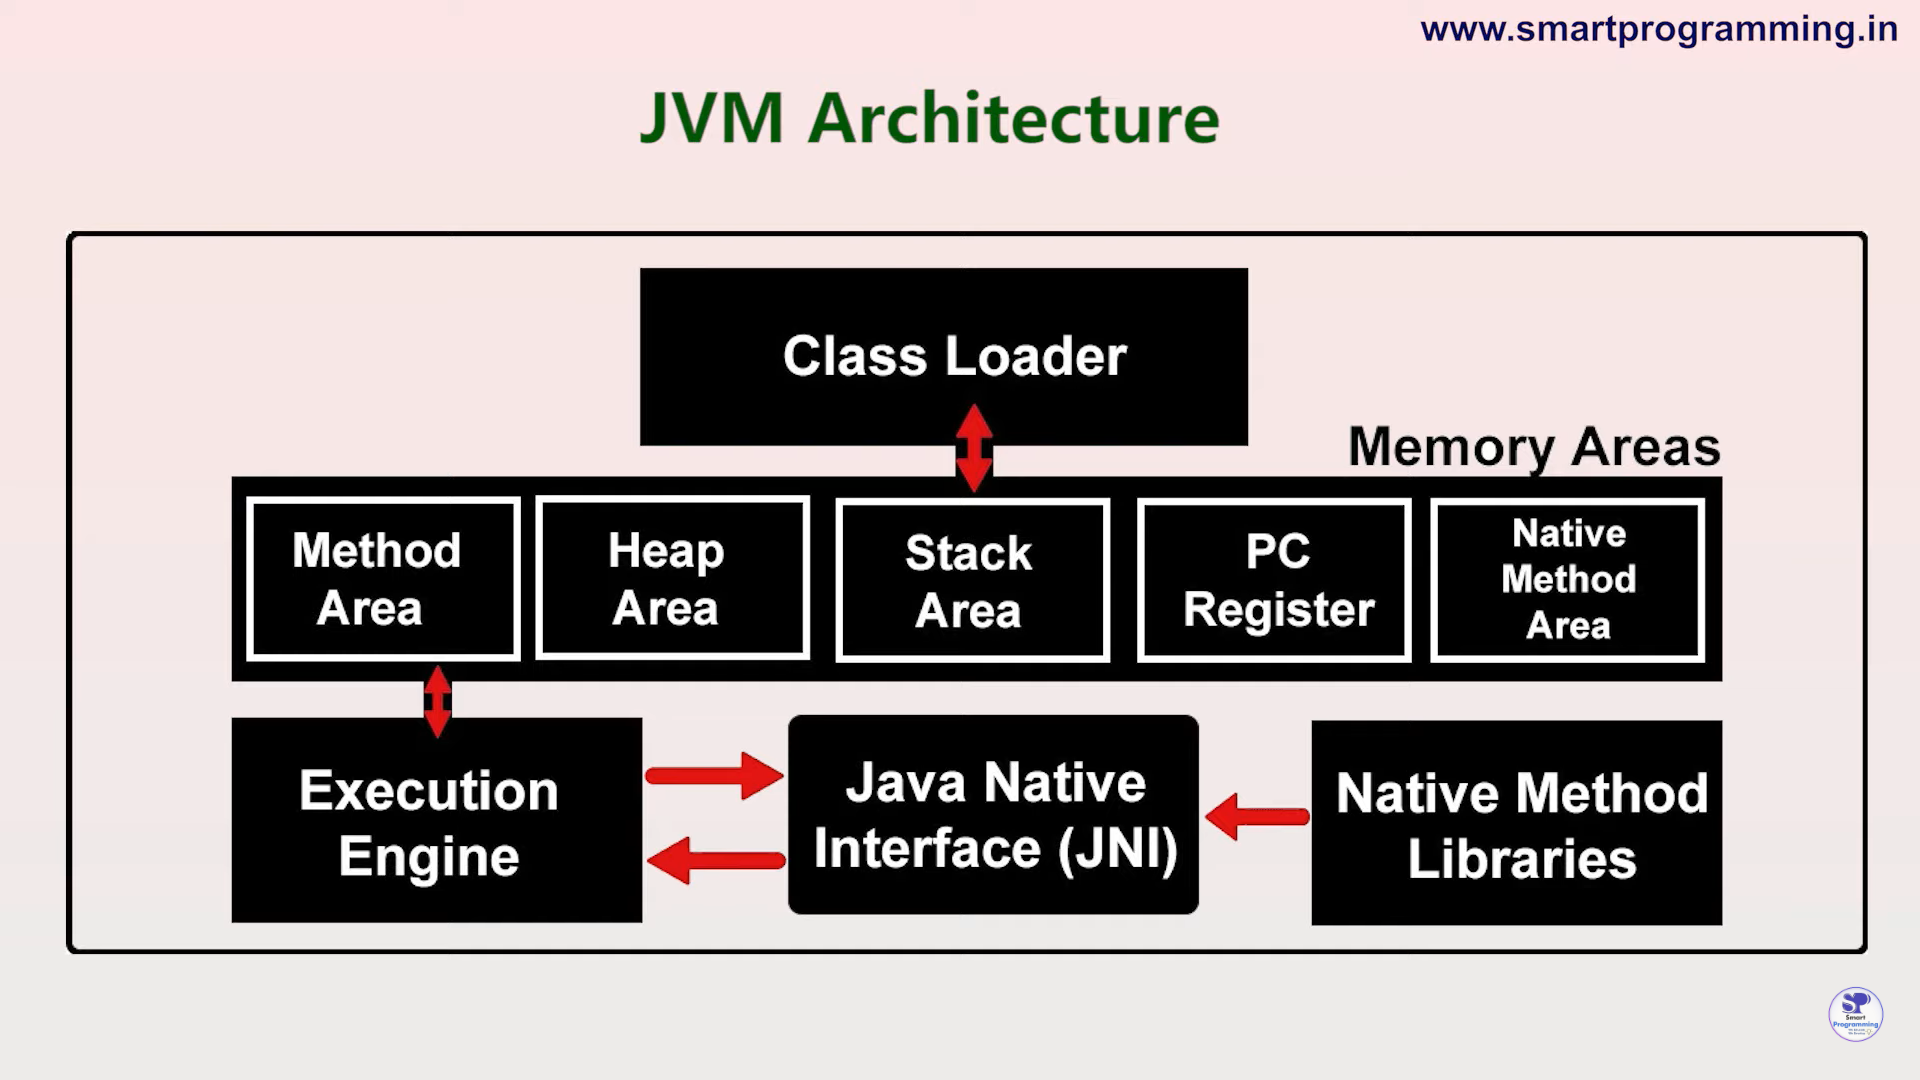 www.smartprogramming.in
JVM Architecture
Class Loader
Memory Areas
Method
Area
Heap
Area
Stack
Area
PC
Register
Native
Method
Area
Execution
Engine
Java Native
Interface (JNI)
Native Method
Libraries
SP
Smart
Programming